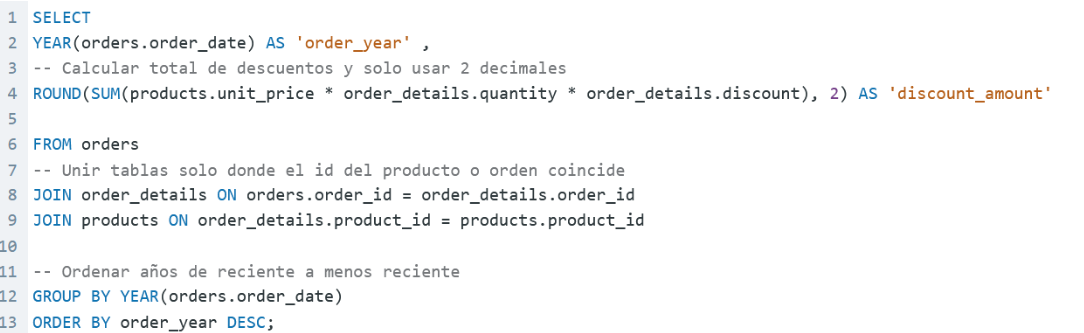 1 SELECT
2 YEAR(orders.order_date) AS 'order_year' ,
3 -- Calcular total de descuentos y solo usar 2 decimales
4 ROUND(SUM(products.unit_price * order_details.quantity * order_details.discount), 2) AS 'discount_amount'
5
6 FROM orders
7 -- Unir tablas solo donde el id del producto o orden coincide
8 JOIN order_details ON orders.order_id = order_details.order_id
9 JOIN products ON order_details.product_id = products.product_id
10
11 -- Ordenar años de reciente a menos reciente
12 GROUP BY YEAR(orders.order_date)
13 ORDER BY order_year DESC;